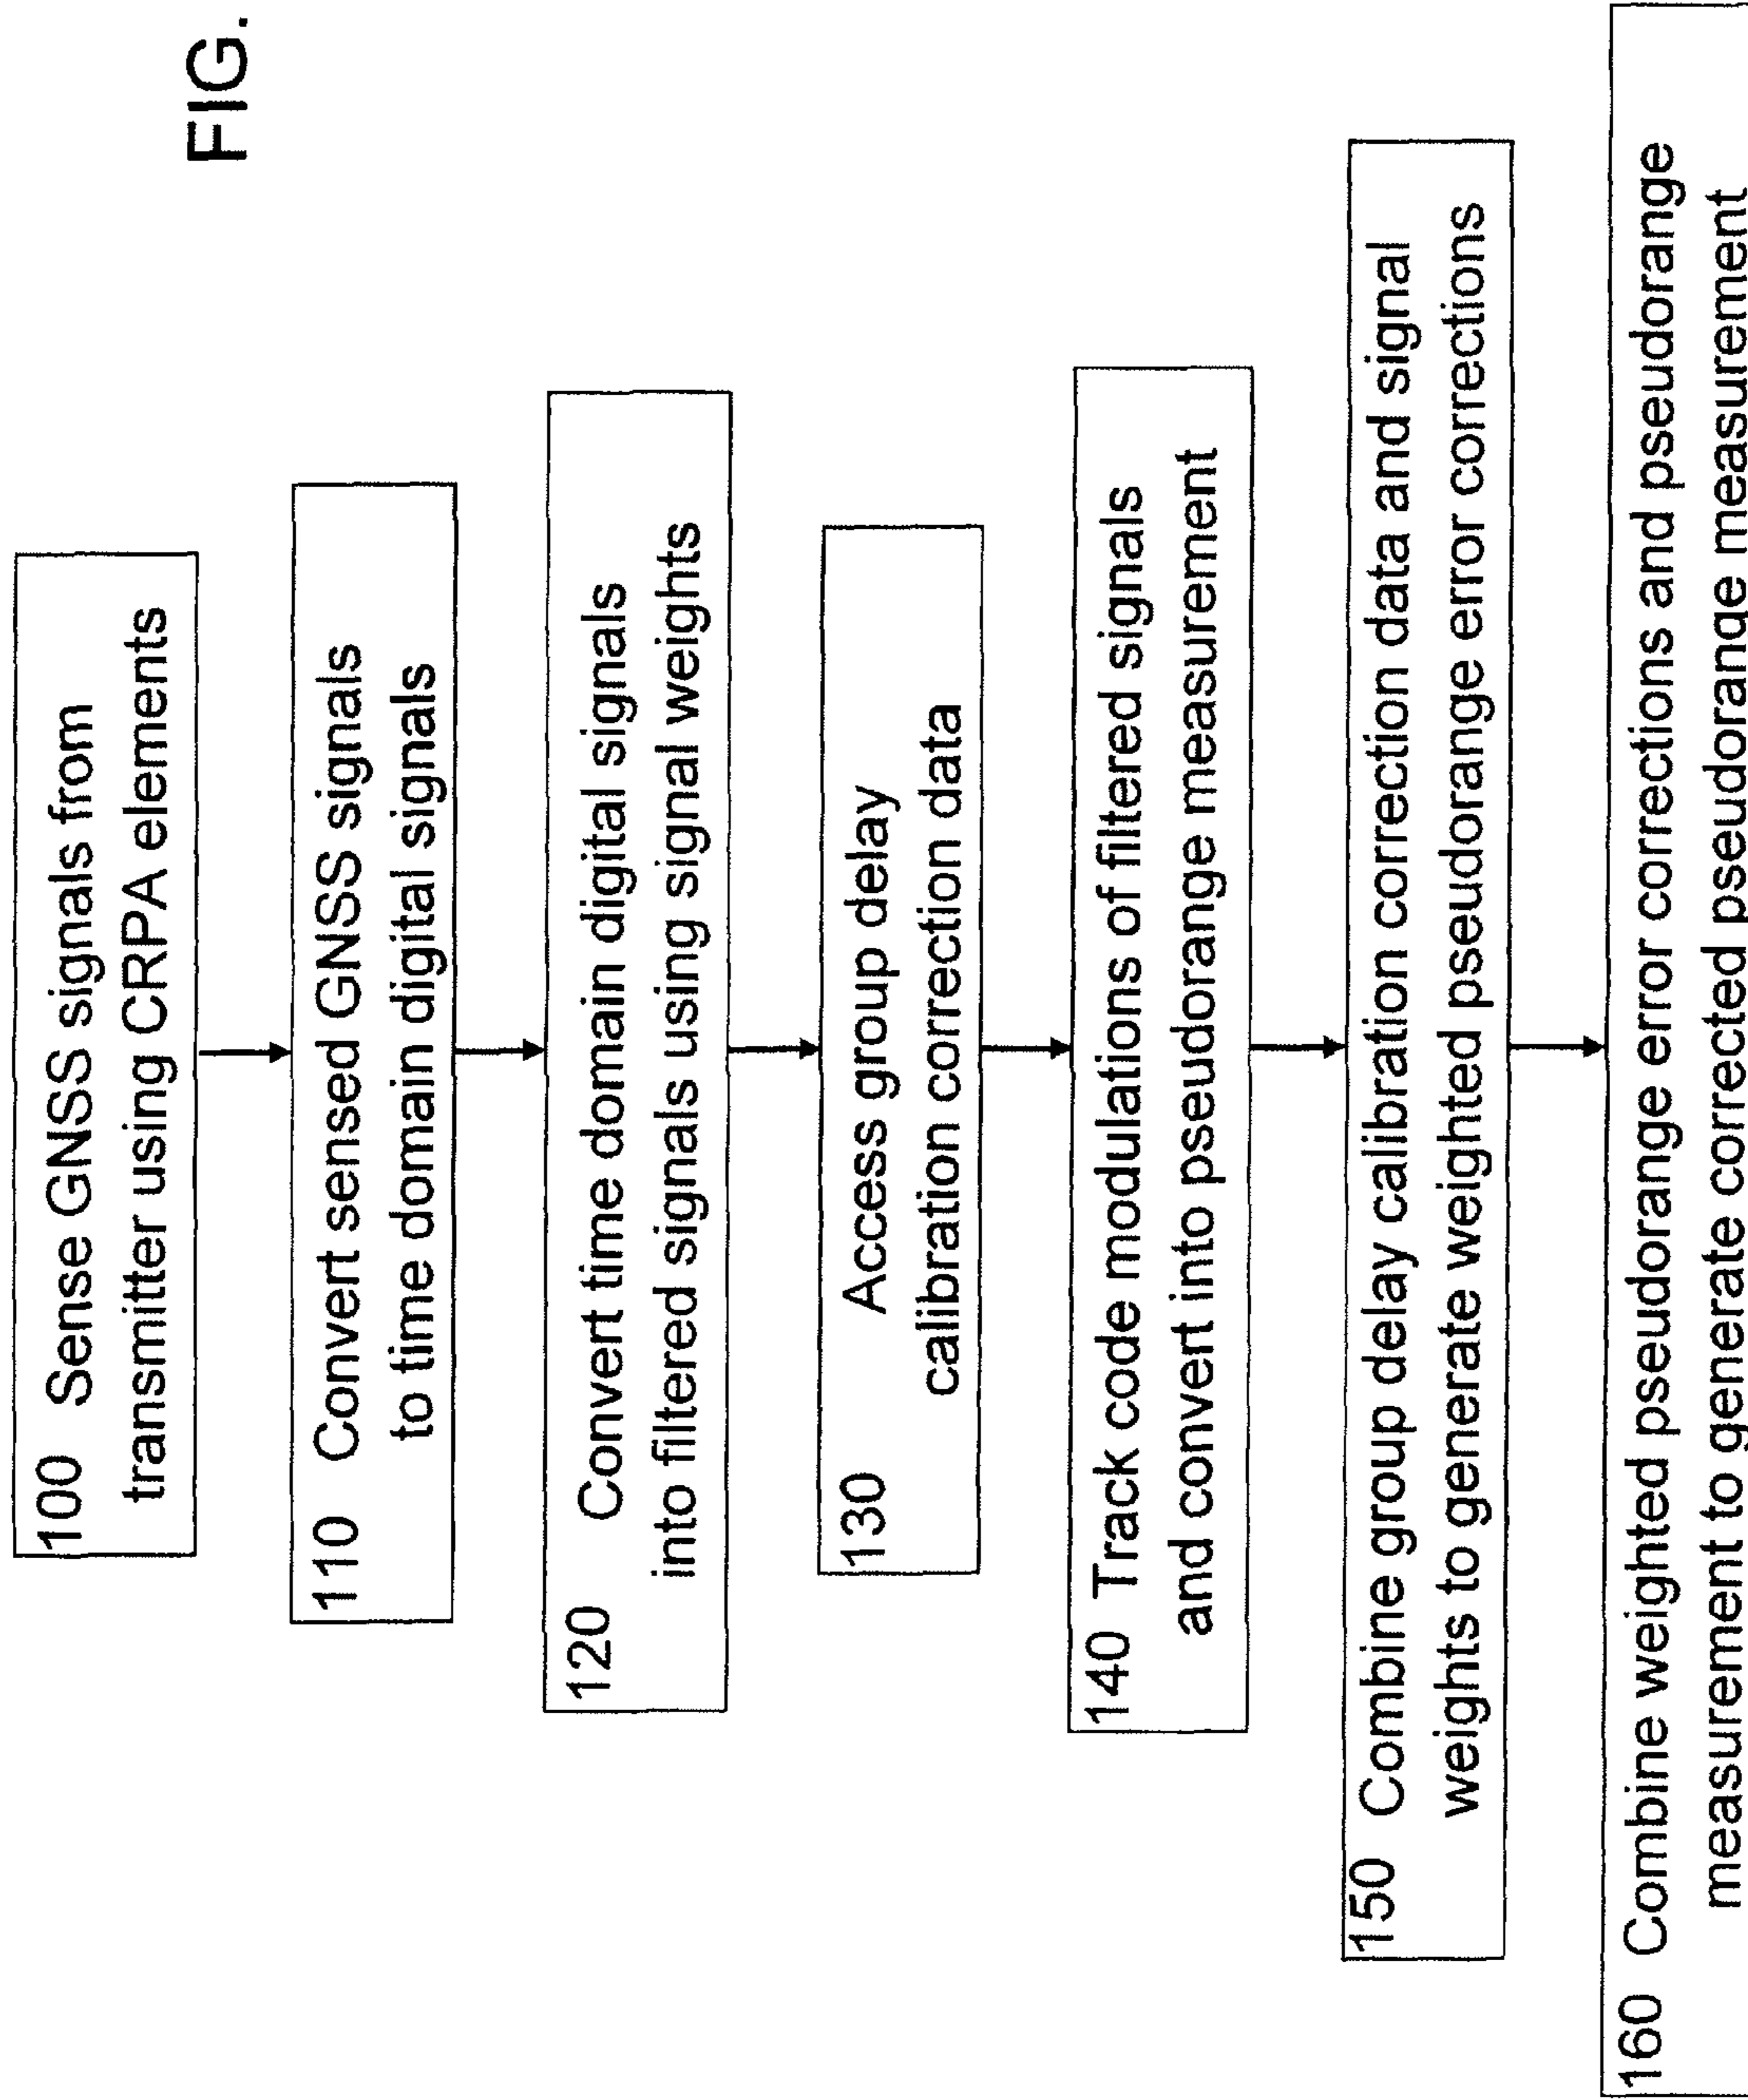 FIG.
100 Sense GNSS signals from
transmitter using CRPA elements
110 Convert sensed GNSS signals
to time domain digital signals
120 Convert time domain digital signals
into filtered signals using signal weights
130 Access group delay
calibration correction data
140 Track code modulations of filtered signals
and convert into pseudorange measurement
150 Combine group delay calibration correction data and signal
weights to generate weighted pseudorange error corrections
160 Combine weighted pseudorange error corrections and pseudorange
measurement to generate corrected pseudorange measurement